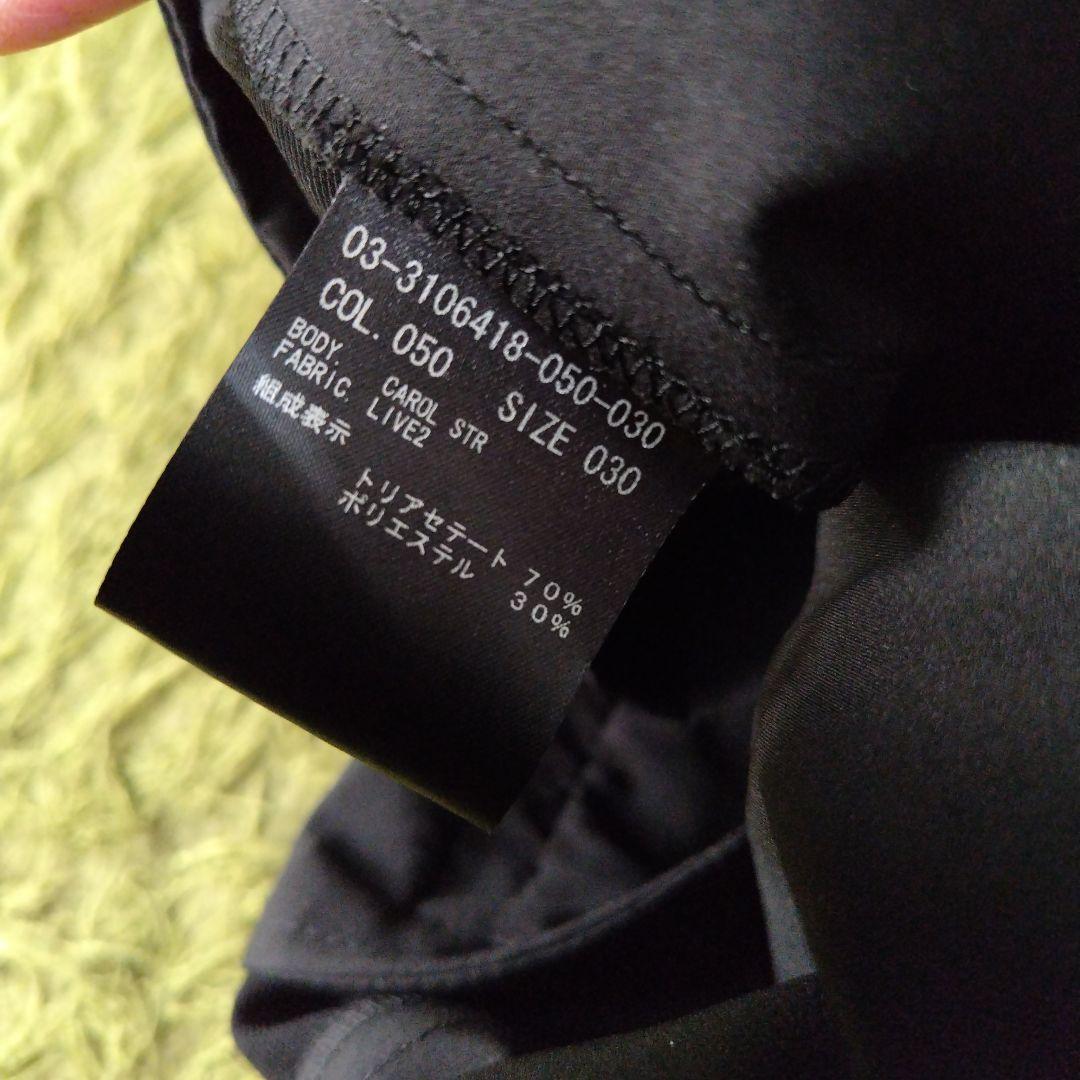 03-3106418-050-030
COL. 050 SIZE 030
BODY. CAROL STR
FABRIC. LIVE2
組成表示
トリアセテート 70%
ポリエステル 30%